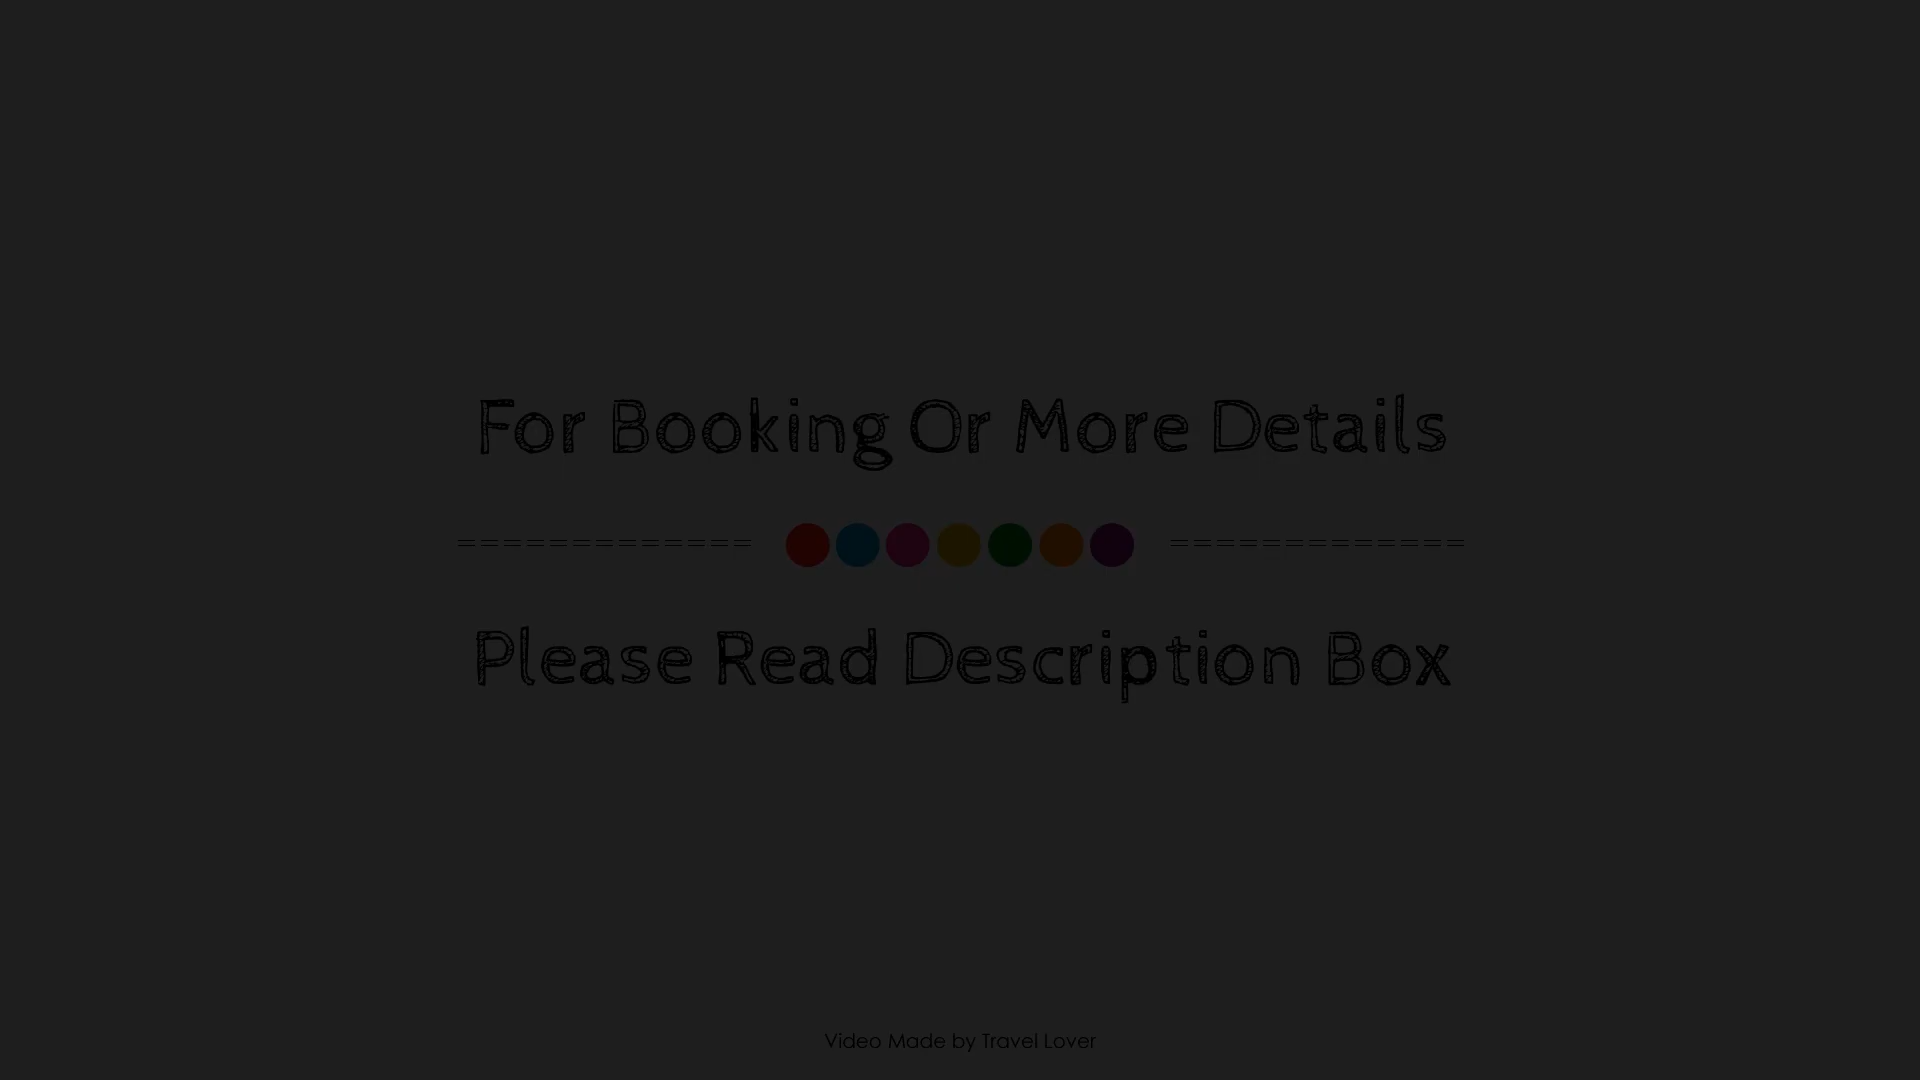 For Booking Or More Details
============= =============
Please Read Description Box
Video Made by Travel Lover